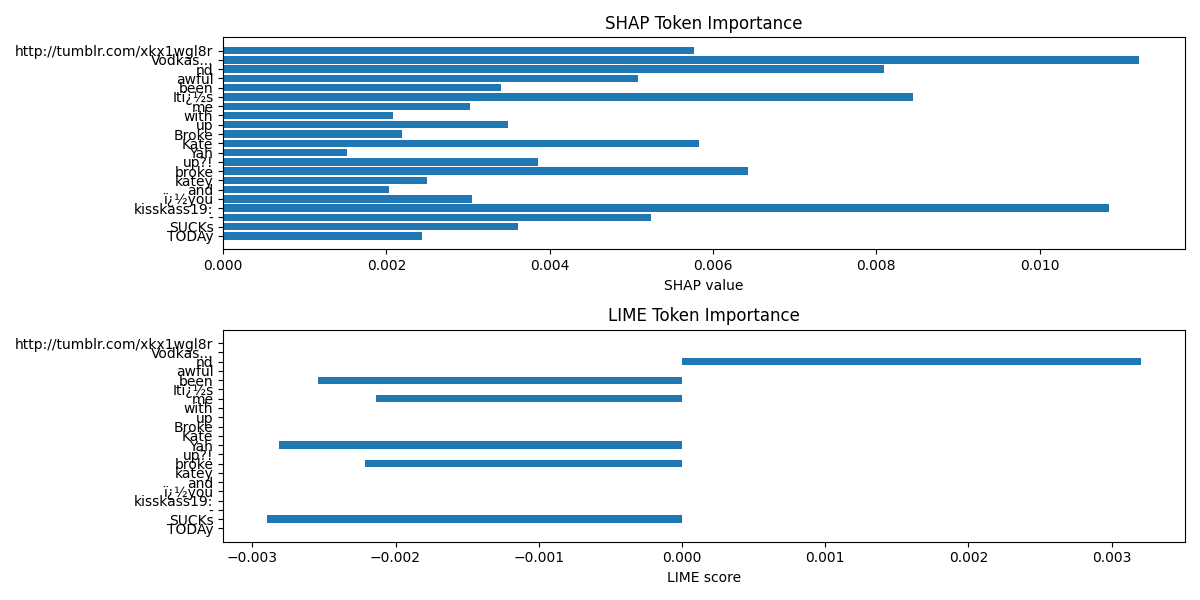 SHAP Token Importance
http://tumblr.com/xkx1wgl8r
Vodkas...
nd
awful
been
Itï¿½s
me
with
up
Broke
Kate
Yah
up?!
broke
katey
and
ï¿½you
kisskass19:
-
SUCKs
TODAy
0.000 0.002 0.004 0.006 0.008 0.010
SHAP value
LIME Token Importance
http://tumblr.com/xkx1wgl8r
Vodkas...
nd
awful
been
Itï¿½s
me
with
up
Broke
Kate
Yah
up?!
broke
katey
and
ï¿½you
kisskass19:
-
SUCKs
TODAy
−0.003 −0.002 −0.001 0.000 0.001 0.002 0.003
LIME score